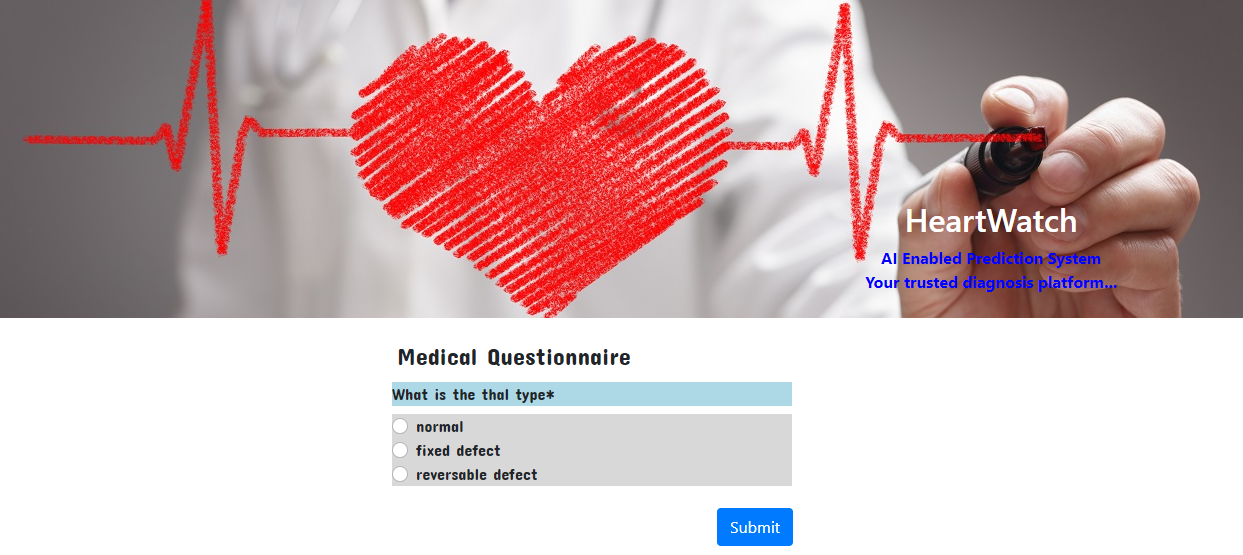 HeartWatch
AI Enabled Prediction System
Your trusted diagnosis platform...
Medical Questionnaire
What is the thal type*
normal
fixed defect
reversable defect
Submit